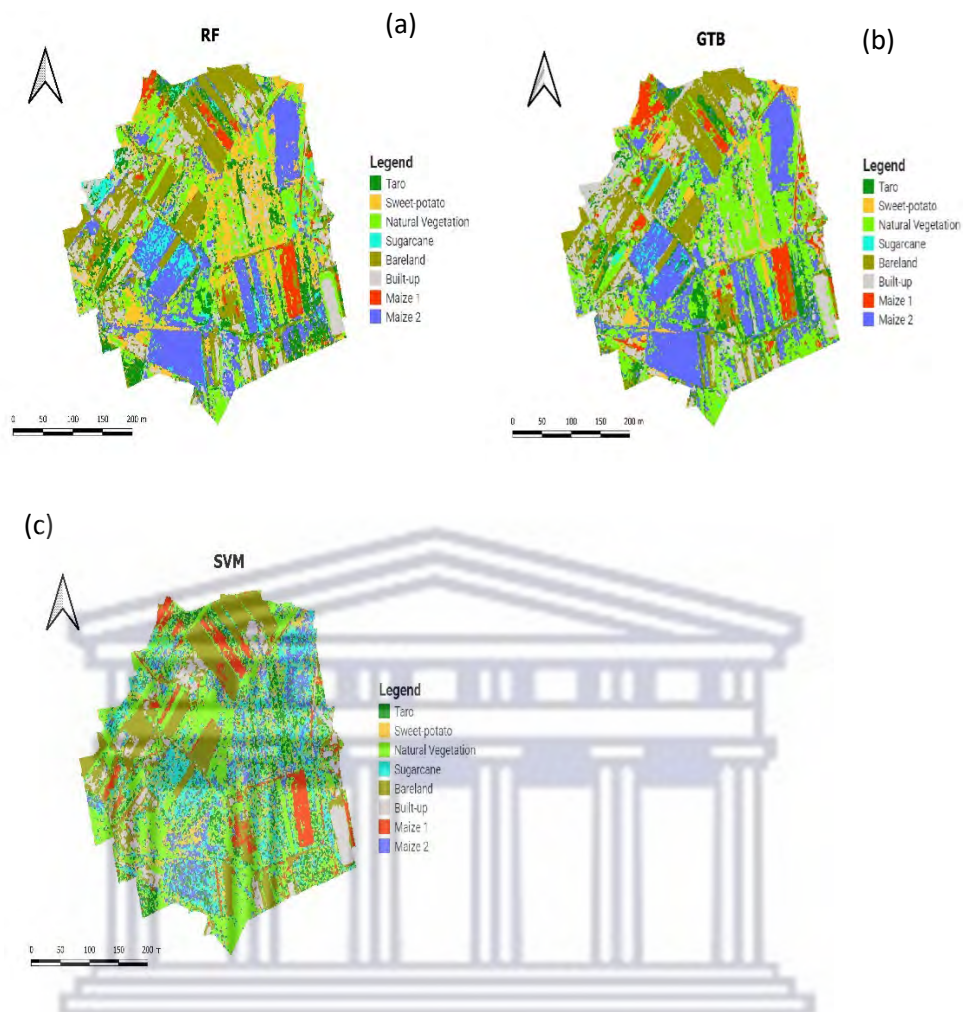 (a)
RF
Legend
Taro
Sweet-potato
Natural Vegetation
Sugarcane
Bareland
Built-up
Maize 1
Maize 2
0 50 100 150 200 m
(b)
GTB
Legend
Taro
Sweet-potato
Natural Vegetation
Sugarcane
Bareland
Built-up
Maize 1
Maize 2
0 50 100 150 200 m
(c)
SVM
Legend
Taro
Sweet-potato
Natural Vegetation
Sugarcane
Bareland
Built-up
Maize 1
Maize 2
0 50 100 150 200 m